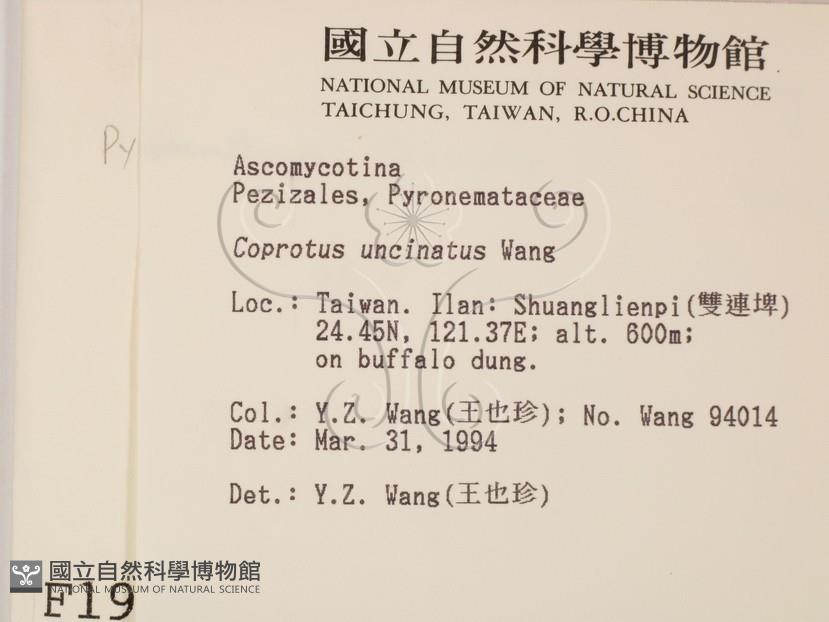 國立自然科學博物館
NATIONAL MUSEUM OF NATURAL SCIENCE
TAICHUNG, TAIWAN, R.O.CHINA
Py
Ascomycotina
Pezizales, Pyronemataceae
Coprotus uncinatus Wang
Loc.: Taiwan. Ilan: Shuanglienpi(雙連埤)
24.45N, 121.37E; alt. 600m;
on buffalo dung.
Col.: Y.Z. Wang(王也珍); No. Wang 94014
Date: Mar. 31, 1994
Det.: Y.Z. Wang(王也珍)
國立自然科學博物館
NATIONAL MUSEUM OF NATURAL SCIENCE
F19